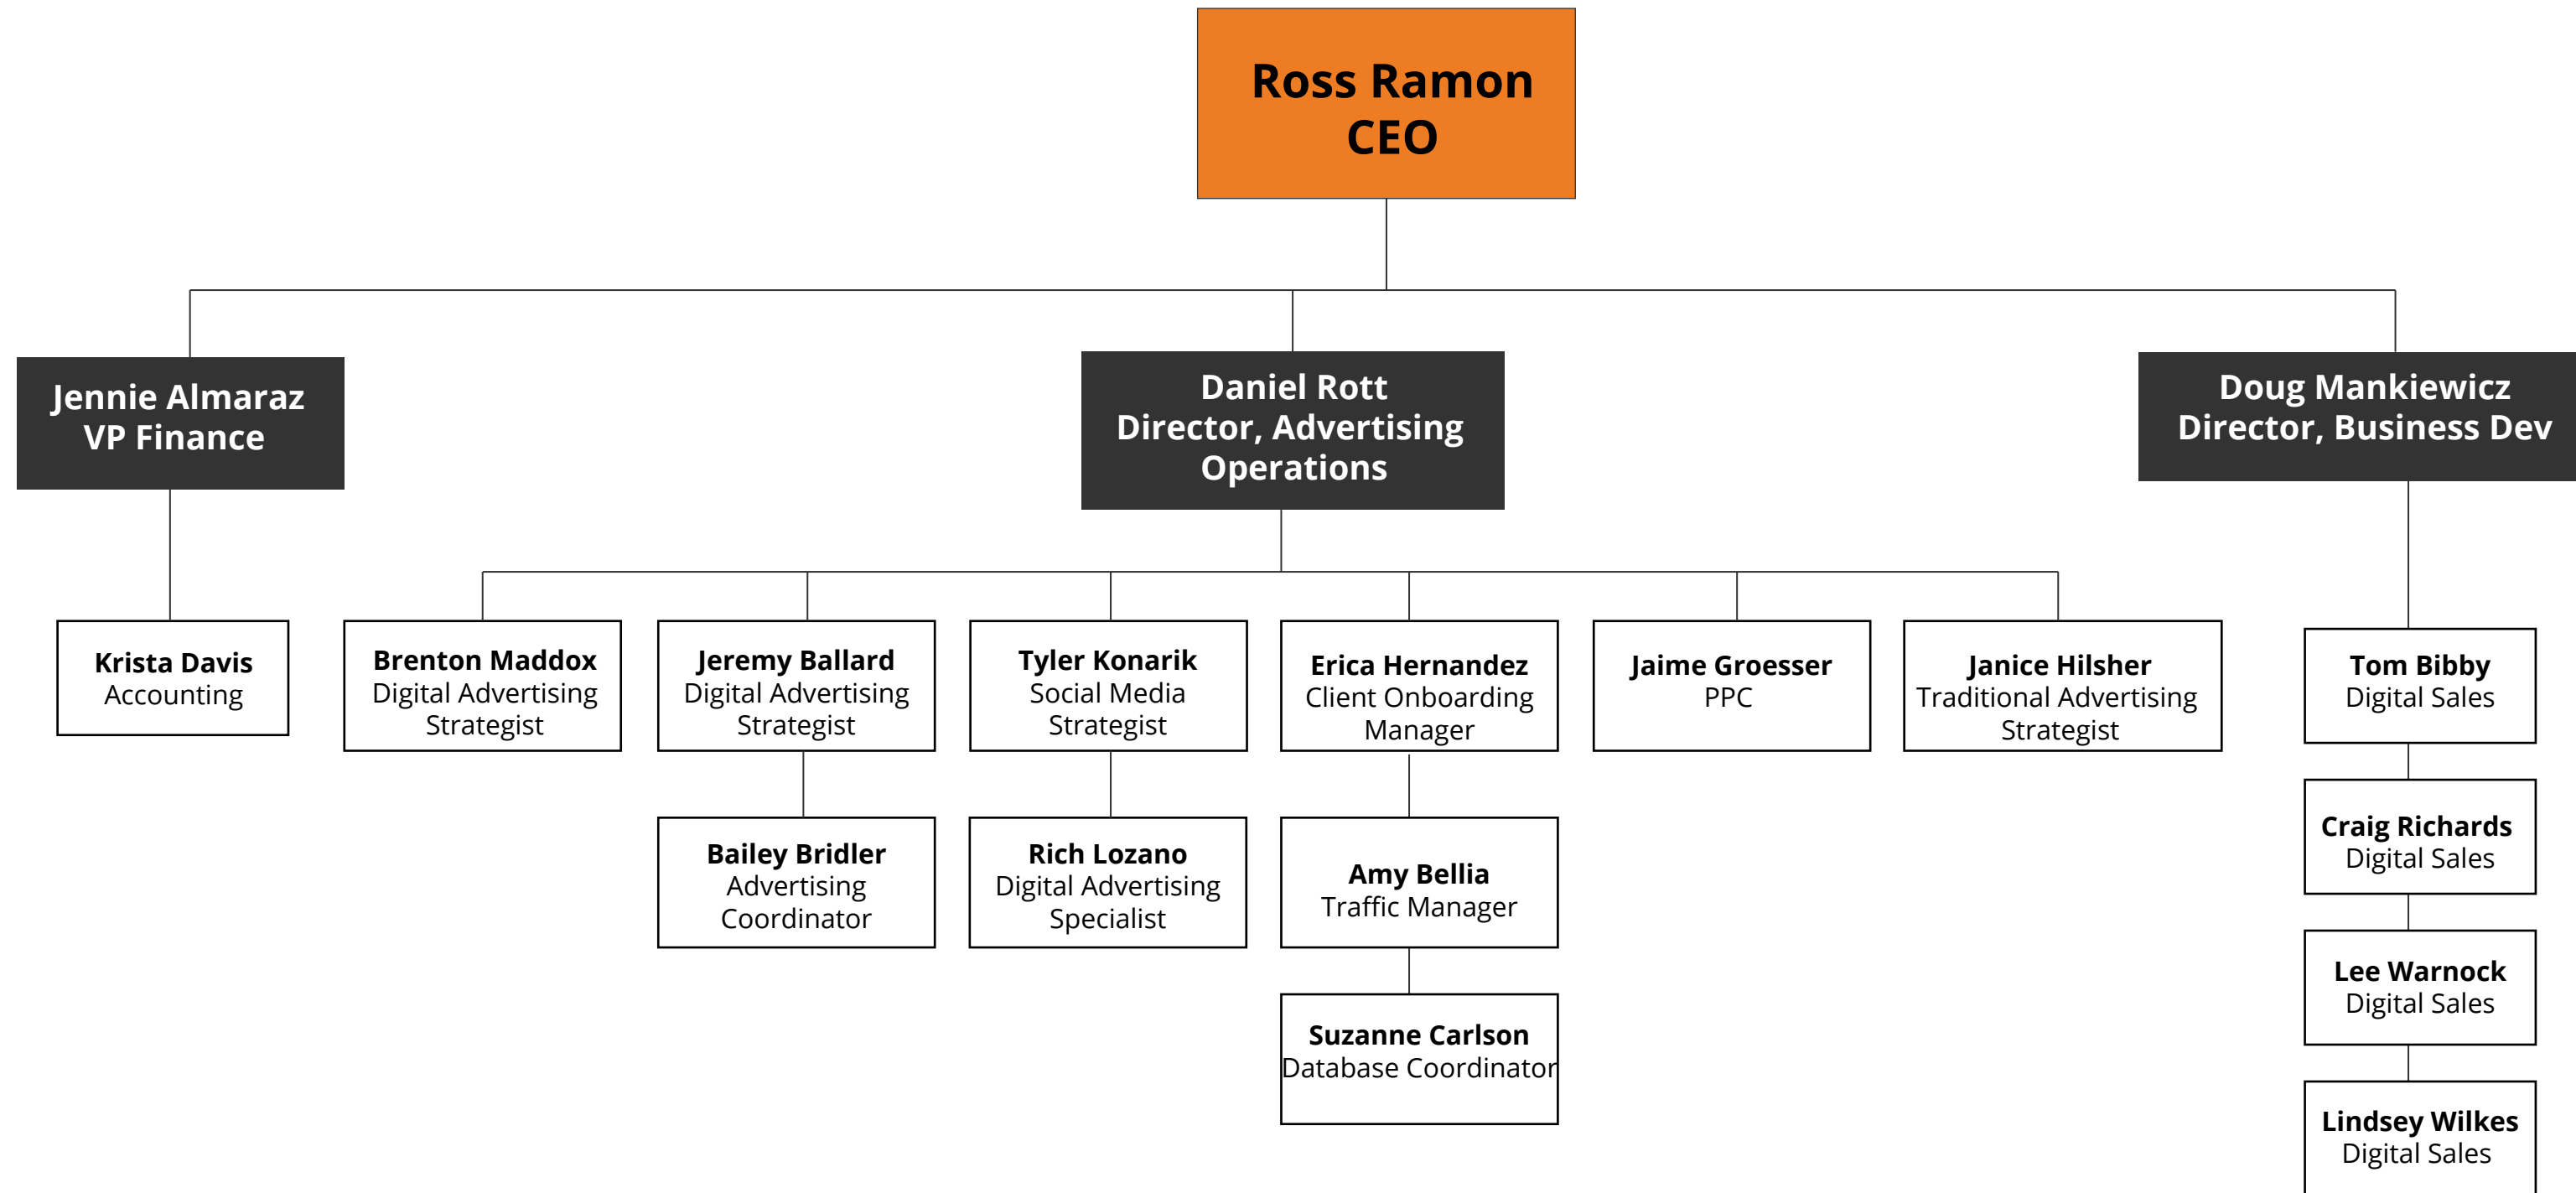 Ross Ramon
CEO
Jennie Almaraz
VP Finance
Daniel Rott
Director, Advertising
Operations
Doug Mankiewicz
Director, Business Dev
Krista Davis
Accounting
Brenton Maddox
Digital Advertising
Strategist
Jeremy Ballard
Digital Advertising
Strategist
Tyler Konarik
Social Media
Strategist
Erica Hernandez
Client Onboarding
Manager
Jaime Groesser
PPC
Janice Hilsher
Traditional Advertising
Strategist
Tom Bibby
Digital Sales
Bailey Bridler
Advertising
Coordinator
Rich Lozano
Digital Advertising
Specialist
Amy Bellia
Traffic Manager
Craig Richards
Digital Sales
Suzanne Carlson
Database Coordinator
Lee Warnock
Digital Sales
Lindsey Wilkes
Digital Sales